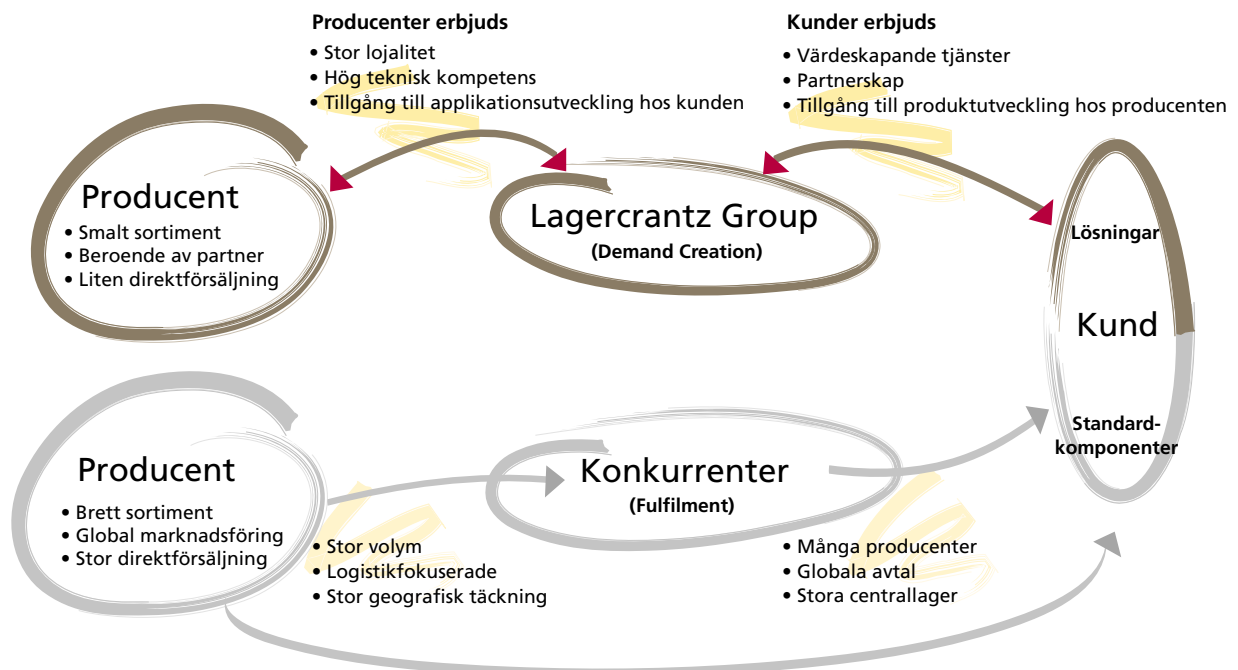 Producenter erbjuds
• Stor lojalitet
• Hög teknisk kompetens
• Tillgång till applikationsutveckling hos kunden
Kunder erbjuds
• Värdeskapande tjänster
• Partnerskap
• Tillgång till produktutveckling hos producenten
Producent
• Smalt sortiment
• Beroende av partner
• Liten direktförsäljning
Lagercrantz Group
(Demand Creation)
Lösningar
Kund
Standard-
komponenter
Producent
• Brett sortiment
• Global marknadsföring
• Stor direktförsäljning
Konkurrenter
(Fulfilment)
• Stor volym
• Logistikfokuserade
• Stor geografisk täckning
• Många producenter
• Globala avtal
• Stora centrallager